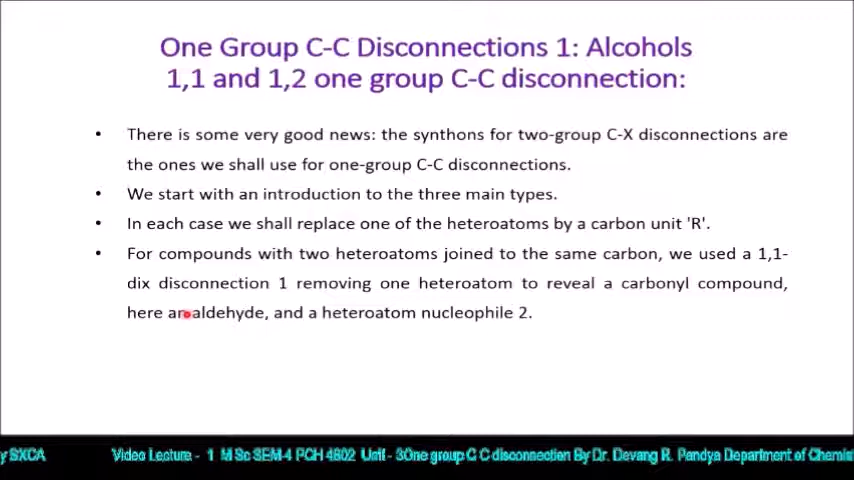 One Group C-C Disconnections 1: Alcohols
1,1 and 1,2 one group C-C disconnection:
• There is some very good news: the synthons for two-group C-X disconnections are
the ones we shall use for one-group C-C disconnections.
• We start with an introduction to the three main types.
• In each case we shall replace one of the heteroatoms by a carbon unit 'R'.
• For compounds with two heteroatoms joined to the same carbon, we used a 1,1-
dix disconnection 1 removing one heteroatom to reveal a carbonyl compound,
here an aldehyde, and a heteroatom nucleophile 2.
y SXCA Video Lecture - 1 M Sc SEM-4 PCH 4802 Unit - 3One group C C disconnection By Dr. Devang R. Pandya Department of Chemis